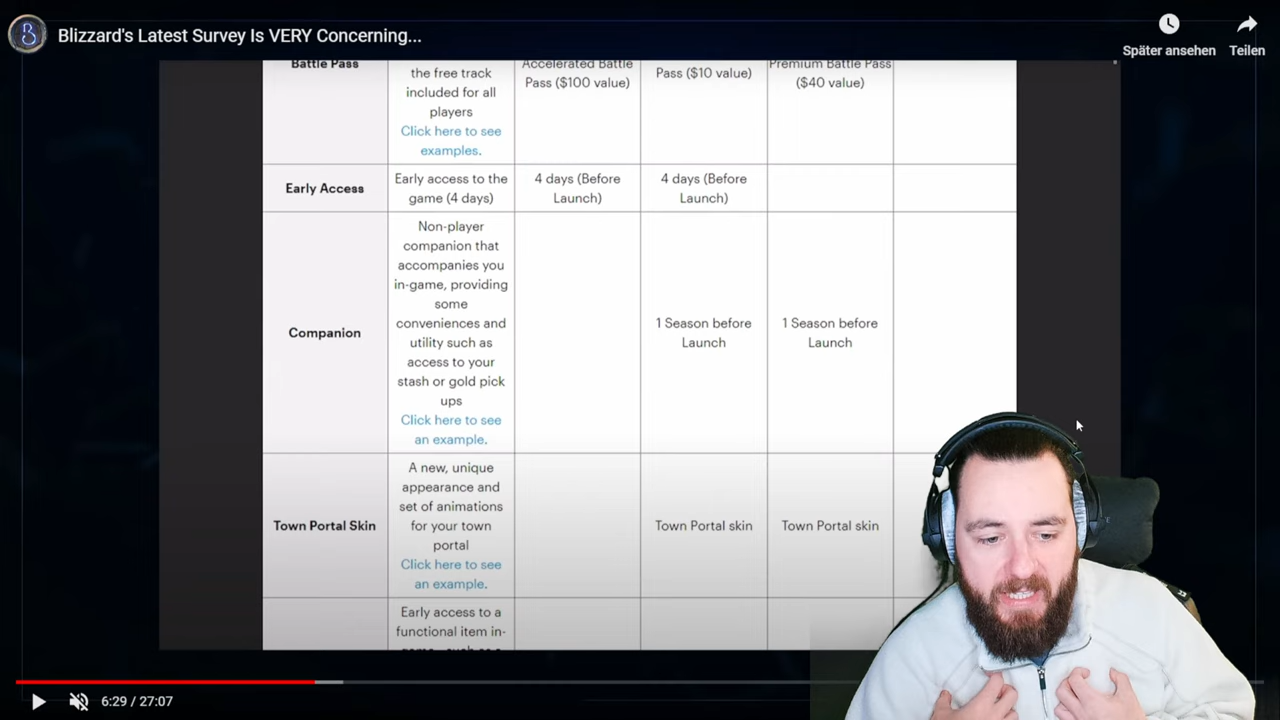 Blizzard's Latest Survey Is VERY Concerning...
Später ansehen
Teilen
Battle Pass
the free track
included for all
players
Click here to see
examples.
Accelerated Battle
Pass ($100 value)
Pass ($10 value)
Premium Battle Pass
($40 value)
Early Access
Early access to the
game (4 days)
4 days (Before
Launch)
4 days (Before
Launch)
Companion
Non-player
companion that
accompanies you
in-game, providing
some
conveniences and
utility such as
access to your
stash or gold pick
ups
Click here to see
an example.
1 Season before
Launch
1 Season before
Launch
Town Portal Skin
A new, unique
appearance and
set of animations
for your town
portal
Click here to see
an example.
Town Portal skin
Town Portal skin
Early access to a
functional item in-
6:29 / 27:07